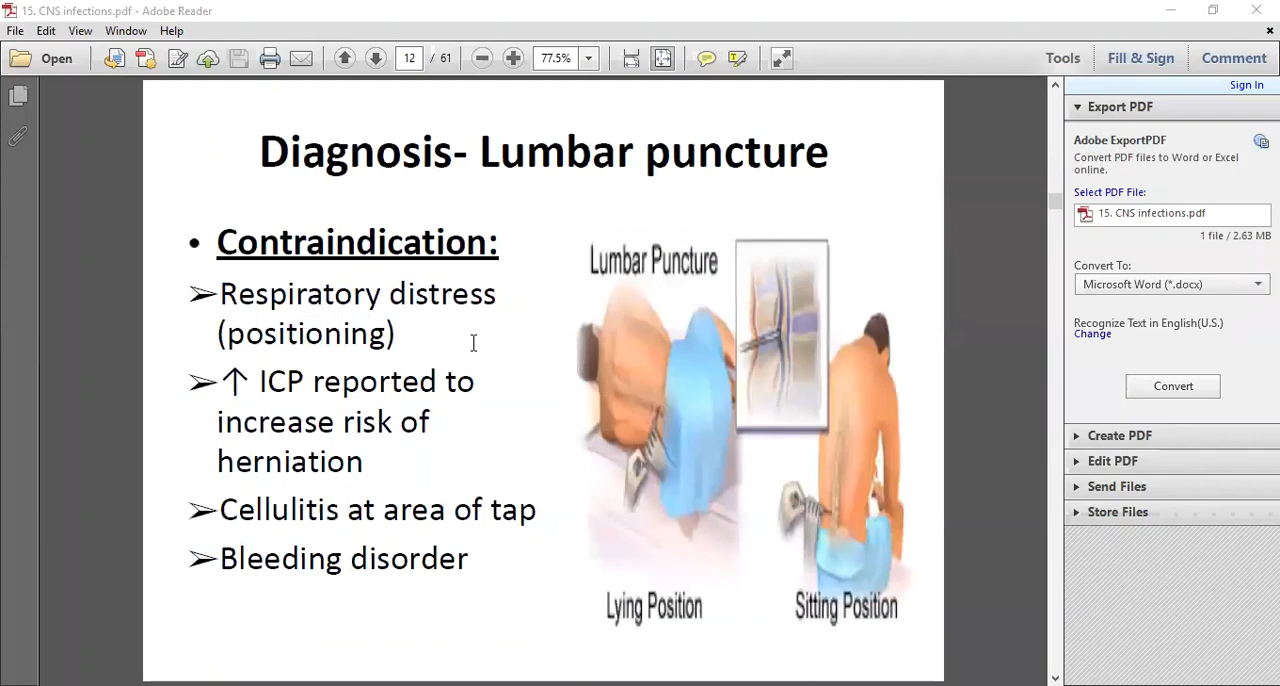 15. CNS infections.pdf - Adobe Reader
File Edit View Window Help
Open 12 / 61 77.5% Tools Fill & Sign Comment
Sign In
Diagnosis- Lumbar puncture
• Contraindication:
➢Respiratory distress
(positioning)
➢↑ ICP reported to
increase risk of
herniation
➢Cellulitis at area of tap
➢Bleeding disorder
Lumbar Puncture
Lying Position
Sitting Position
Export PDF
Adobe ExportPDF
Convert PDF files to Word or Excel
online.
Select PDF File:
15. CNS infections.pdf
1 file / 2.63 MB
Convert To:
Microsoft Word (*.docx)
Recognize Text in English(U.S.)
Change
Convert
Create PDF
Edit PDF
Send Files
Store Files